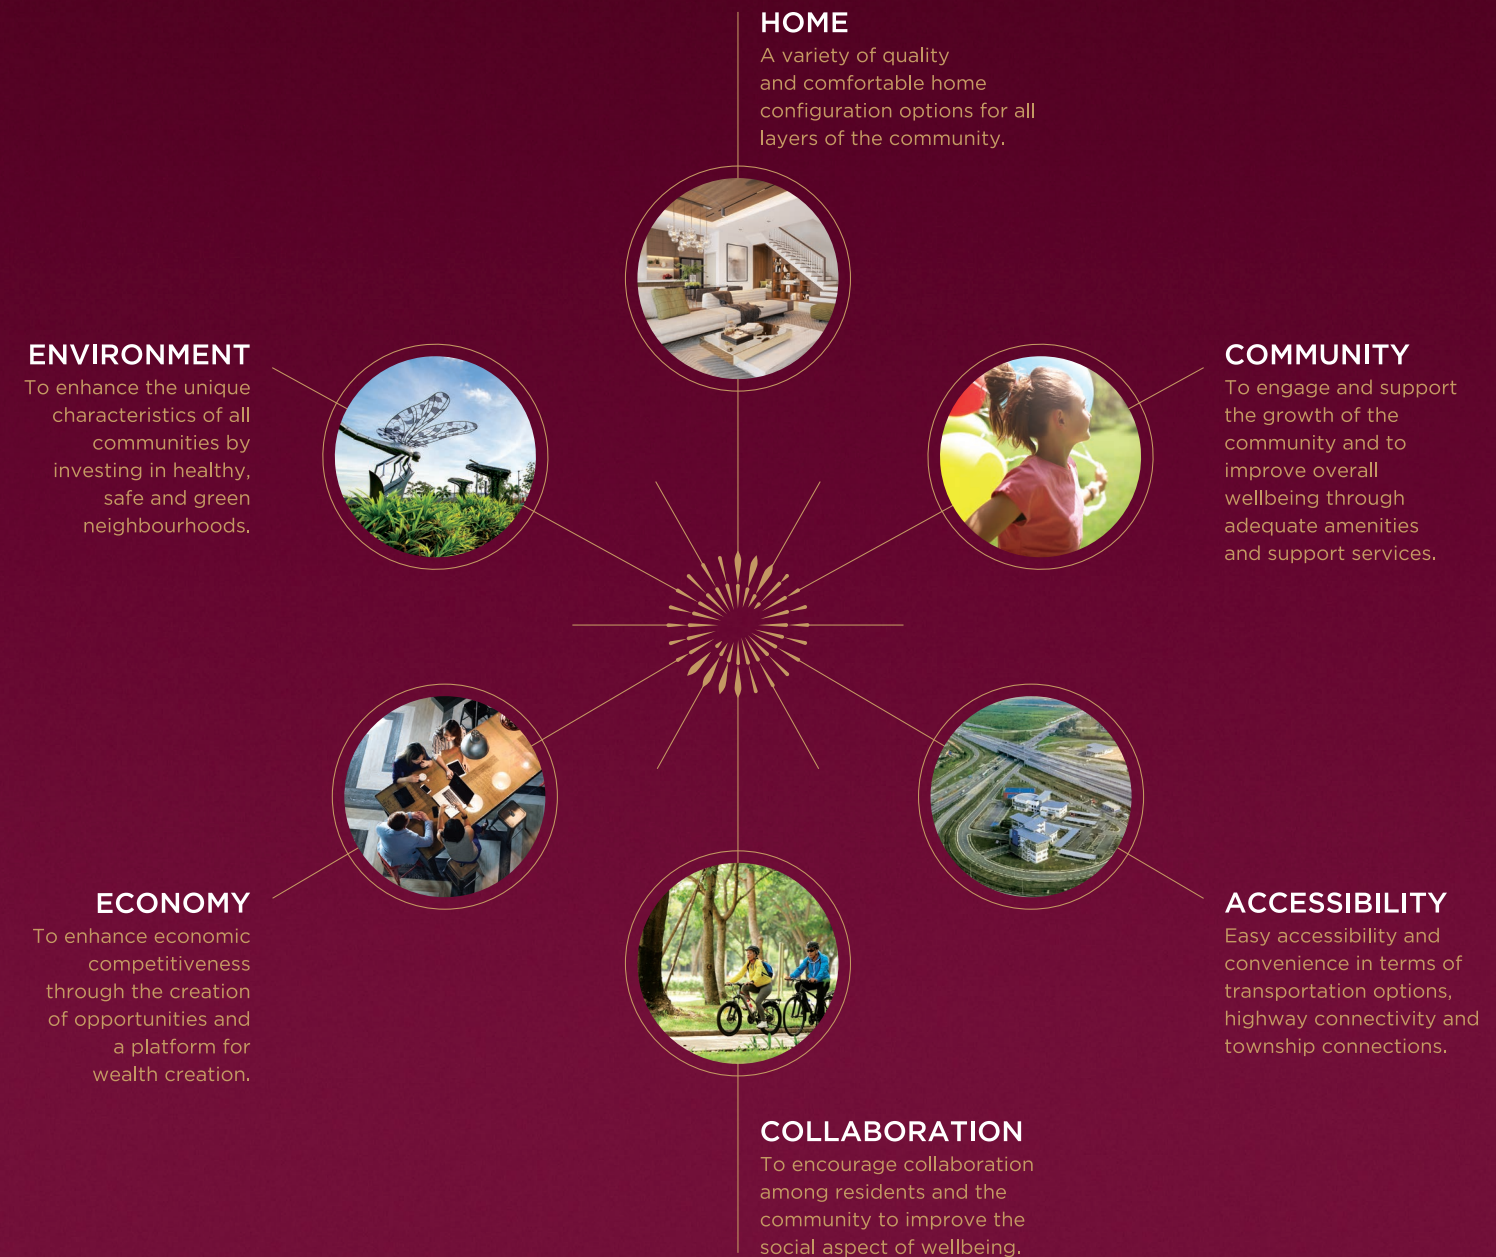 HOME
A variety of quality
and comfortable home
configuration options for all
layers of the community.
ENVIRONMENT
To enhance the unique
characteristics of all
communities by
investing in healthy,
safe and green
neighbourhoods.
COMMUNITY
To engage and support
the growth of the
community and to
improve overall
wellbeing through
adequate amenities
and support services.
ECONOMY
To enhance economic
competitiveness
through the creation
of opportunities and
a platform for
wealth creation.
ACCESSIBILITY
Easy accessibility and
convenience in terms of
transportation options,
highway connectivity and
township connections.
COLLABORATION
To encourage collaboration
among residents and the
community to improve the
social aspect of wellbeing.